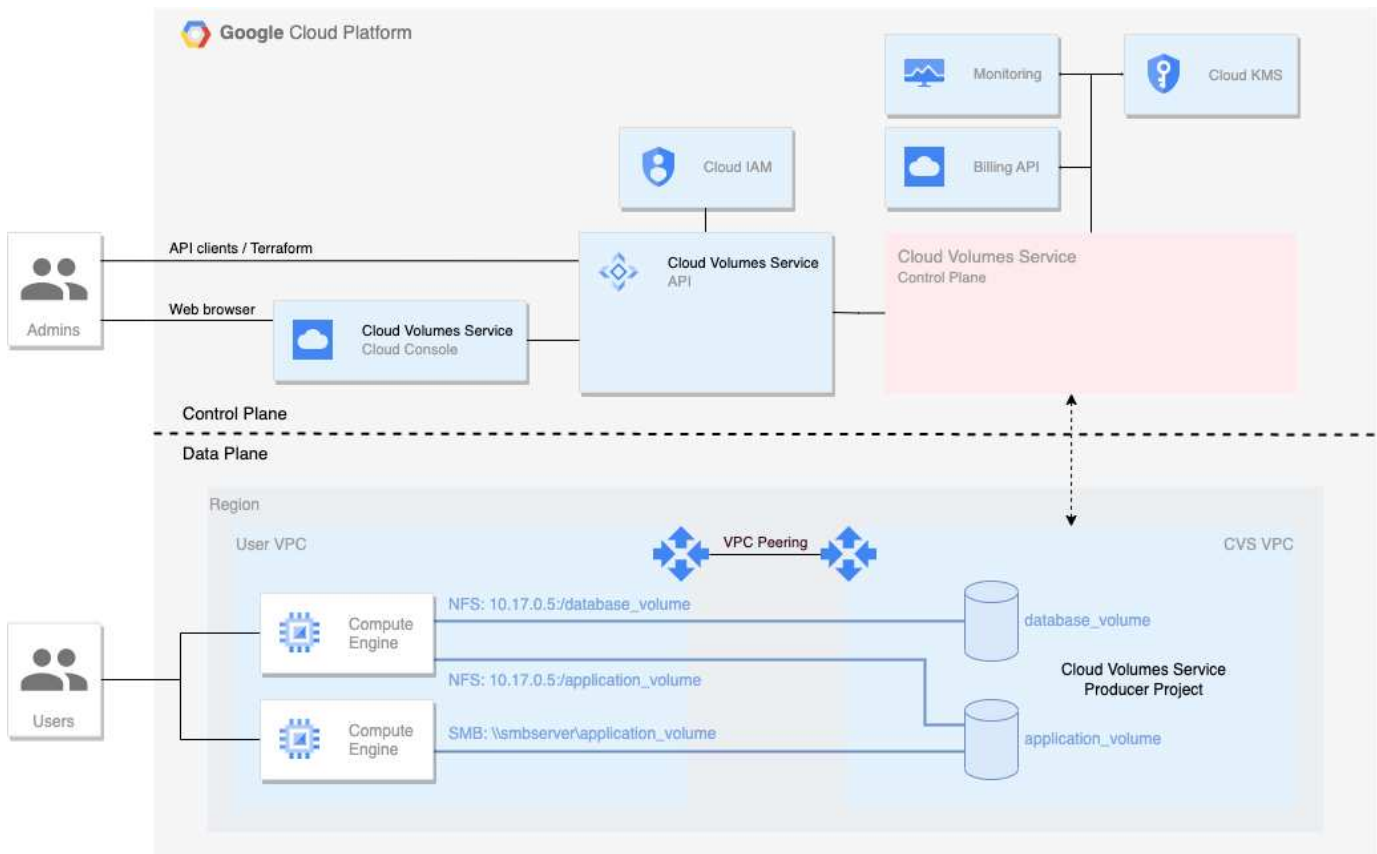 Google Cloud Platform
Monitoring
Cloud KMS
Cloud IAM
Billing API
API clients / Terraform
Cloud Volumes Service
API
Cloud Volumes Service
Control Plane
Admins
Web browser
Cloud Volumes Service
Cloud Console
Control Plane
Data Plane
Region
User VPC
VPC Peering
CVS VPC
Compute
Engine
NFS: 10.17.0.5:/database_volume
database_volume
NFS: 10.17.0.5:/application_volume
Cloud Volumes Service
Producer Project
Users
Compute
Engine
SMB: \\smbserver\application_volume
application_volume